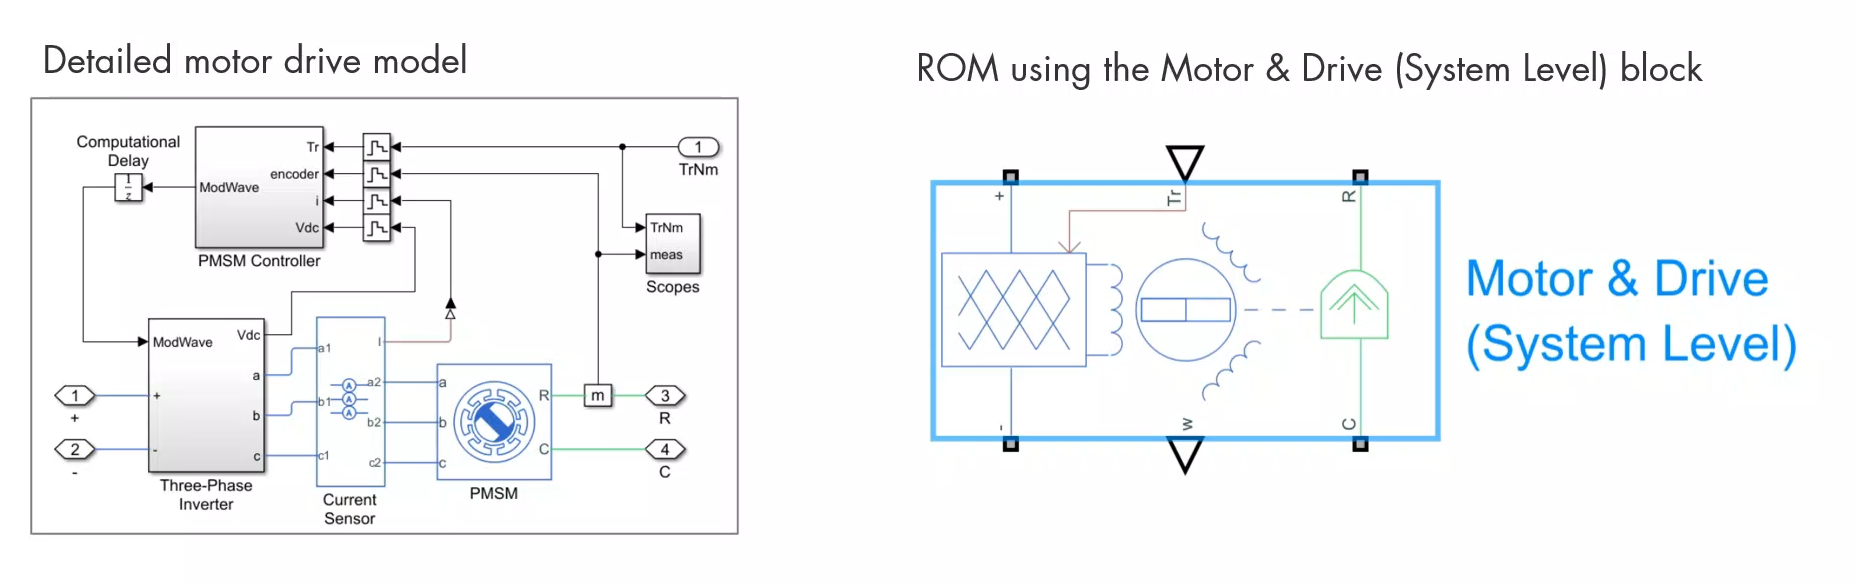 Detailed motor drive model
ROM using the Motor & Drive (System Level) block
Computational
Delay
1
z
ModWave
Tr
encoder
i
Vdc
PMSM Controller
1
TrNm
TrNm
meas
Scopes
ModWave
Vdc
a
b
c
+
-
Three-Phase
Inverter
1
+
2
-
a1
b1
c1
I
a2
b2
c2
A
A
A
Current
Sensor
a
b
c
R
C
PMSM
m
3
R
4
C
+
Tr
R
-
w
C
Motor & Drive
(System Level)